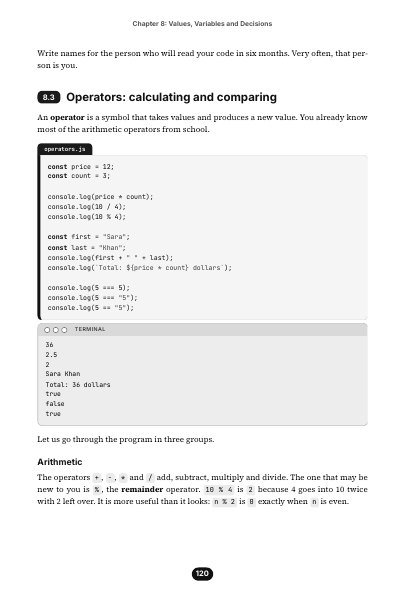 Chapter 8: Values, Variables and Decisions
Write names for the person who will read your code in six months. Very often, that per-
son is you.
8.3 Operators: calculating and comparing
An operator is a symbol that takes values and produces a new value. You already know
most of the arithmetic operators from school.
operators.js
const price = 12;
const count = 3;
console.log(price * count);
console.log(10 / 4);
console.log(10 % 4);
const first = "Sara";
const last = "Khan";
console.log(first + " " + last);
console.log(`Total: ${price * count} dollars`);
console.log(5 === 5);
console.log(5 === "5");
console.log(5 == "5");
TERMINAL
36
2.5
2
Sara Khan
Total: 36 dollars
true
false
true
Let us go through the program in three groups.
Arithmetic
The operators +, -, * and / add, subtract, multiply and divide. The one that may be
new to you is %, the remainder operator. 10 % 4 is 2 because 4 goes into 10 twice
with 2 left over. It is more useful than it looks: n % 2 is 0 exactly when n is even.
120